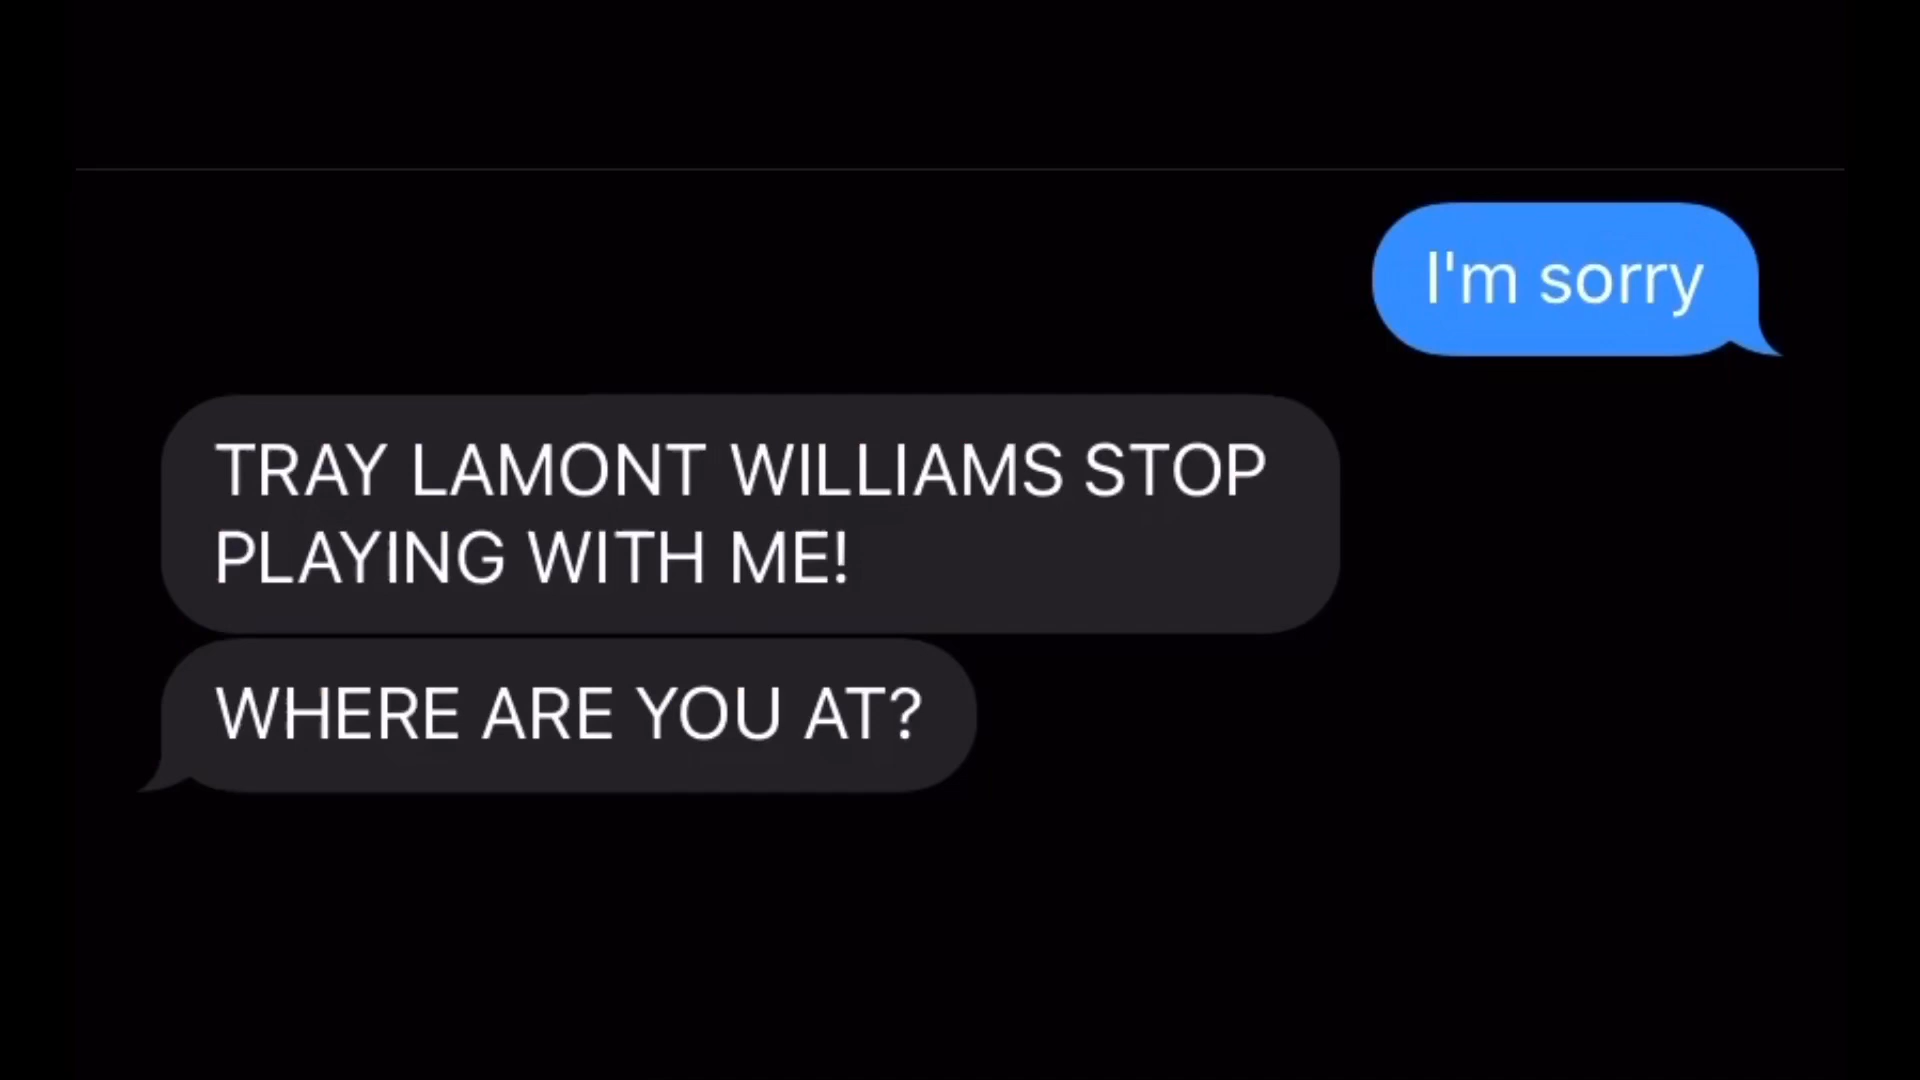 I'm sorry
TRAY LAMONT WILLIAMS STOP
PLAYING WITH ME!
WHERE ARE YOU AT?